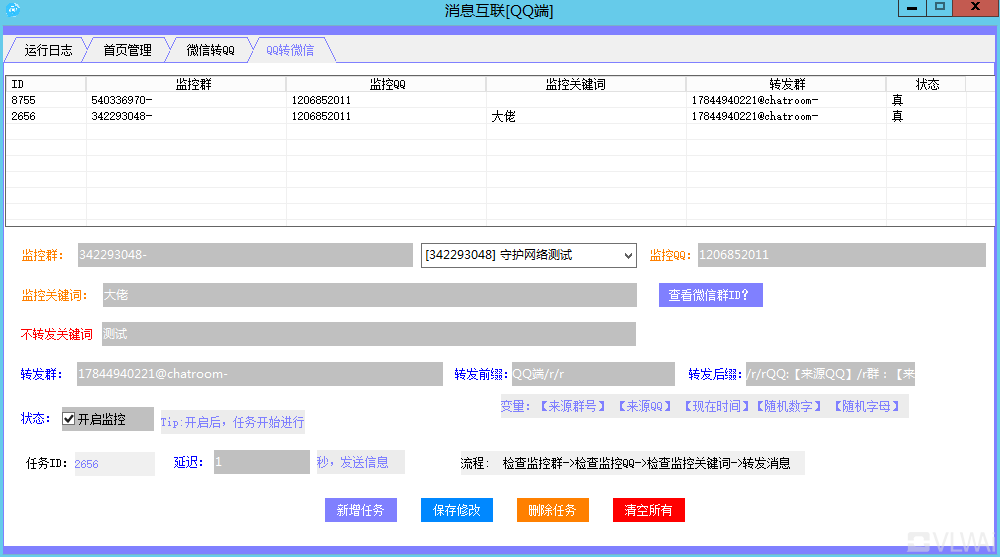 消息互联[QQ端]
运行日志 首页管理 微信转QQ QQ转微信
ID 监控群 监控QQ 监控关键词 转发群 状态
8755 540336970- 1206852011 17844940221@chatroom- 真
2656 342293048- 1206852011 大佬 17844940221@chatroom- 真
监控群： 342293048- [342293048] 守护网络测试 监控QQ： 1206852011
监控关键词： 大佬 查看微信群ID?
不转发关键词 测试
转发群： 17844940221@chatroom- 转发前缀： QQ端/r/r 转发后缀： /r/rQQ:【来源QQ】/r群：【来
变量：【来源群号】 【来源QQ】 【现在时间】【随机数字】 【随机字母】
状态： 开启监控 Tip:开启后，任务开始进行
任务ID： 2656 延迟： 1 秒，发送信息 流程： 检查监控群->检查监控QQ->检查监控关键词->转发消息
新增任务 保存修改 删除任务 清空所有